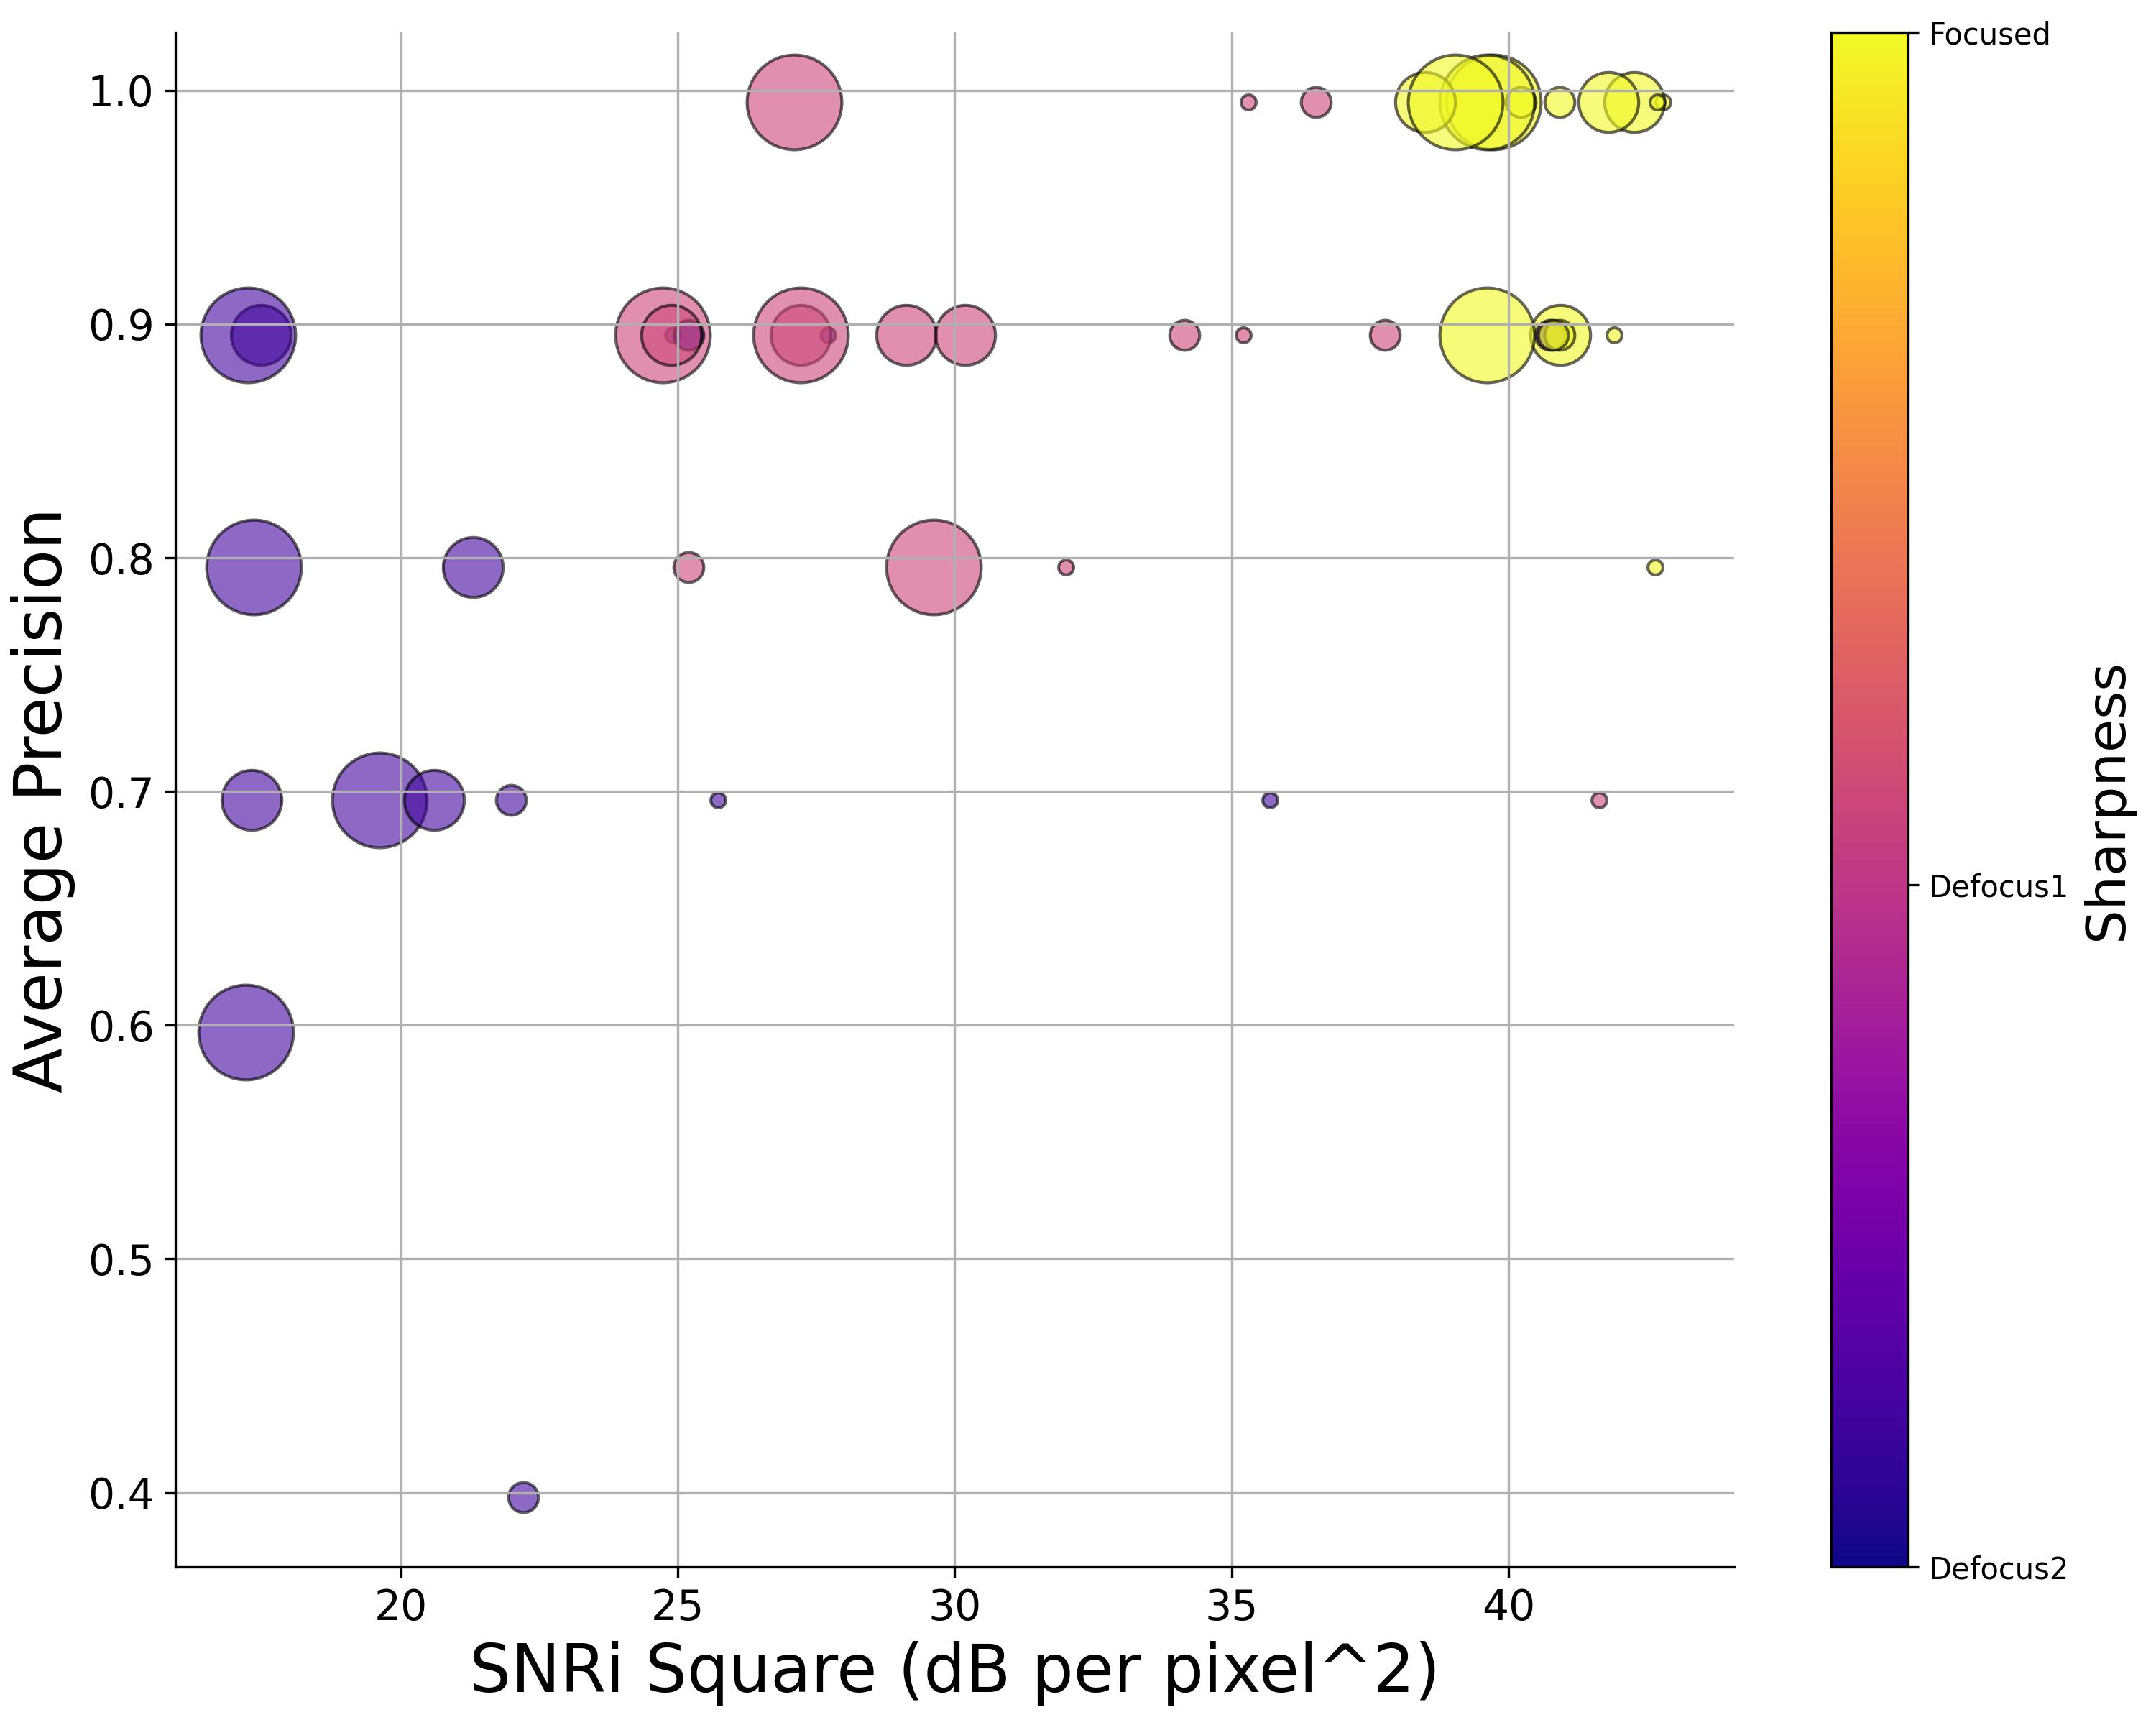 Average Precision
1.0
0.9
0.8
0.7
0.6
0.5
0.4
20
25
30
35
40
SNRi Square (dB per pixel^2)
Focused
Defocus1
Defocus2
Sharpness